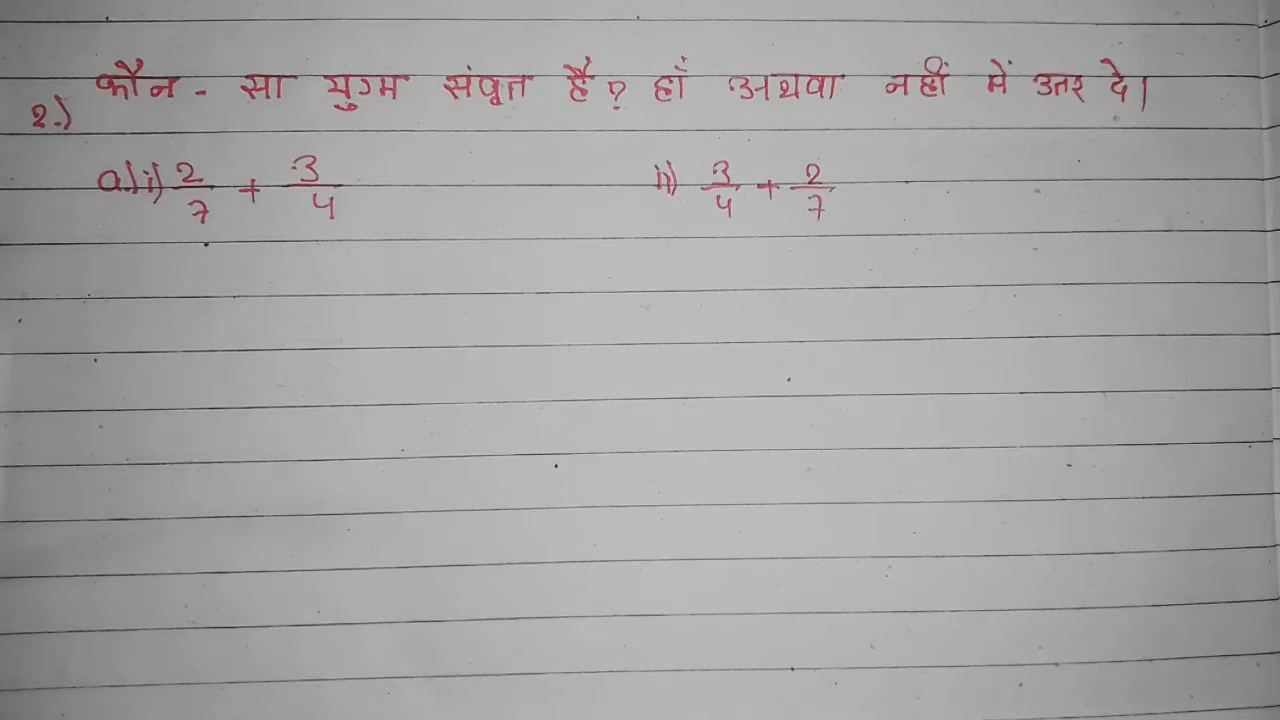 कौन - सा युग्म संवृत है? हाँ अथवा नहीं में उत्तर दे।
2.)
a.) i) 2/7 + 3/4 ii) 3/4 + 2/7